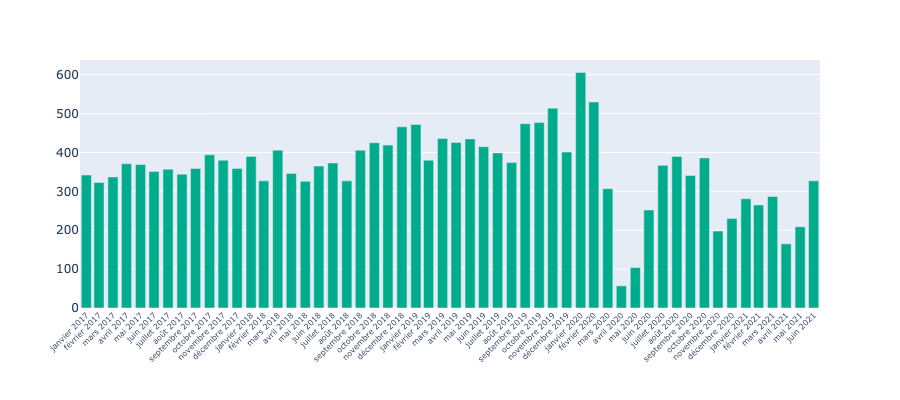 600
500
400
300
200
100
0
janvier 2017
février 2017
mars 2017
avril 2017
mai 2017
juin 2017
juillet 2017
août 2017
septembre 2017
octobre 2017
novembre 2017
décembre 2017
janvier 2018
février 2018
mars 2018
avril 2018
mai 2018
juin 2018
juillet 2018
août 2018
septembre 2018
octobre 2018
novembre 2018
décembre 2018
janvier 2019
février 2019
mars 2019
avril 2019
mai 2019
juin 2019
juillet 2019
août 2019
septembre 2019
octobre 2019
novembre 2019
décembre 2019
janvier 2020
février 2020
mars 2020
avril 2020
mai 2020
juin 2020
juillet 2020
août 2020
septembre 2020
octobre 2020
novembre 2020
décembre 2020
janvier 2021
février 2021
mars 2021
avril 2021
mai 2021
juin 2021